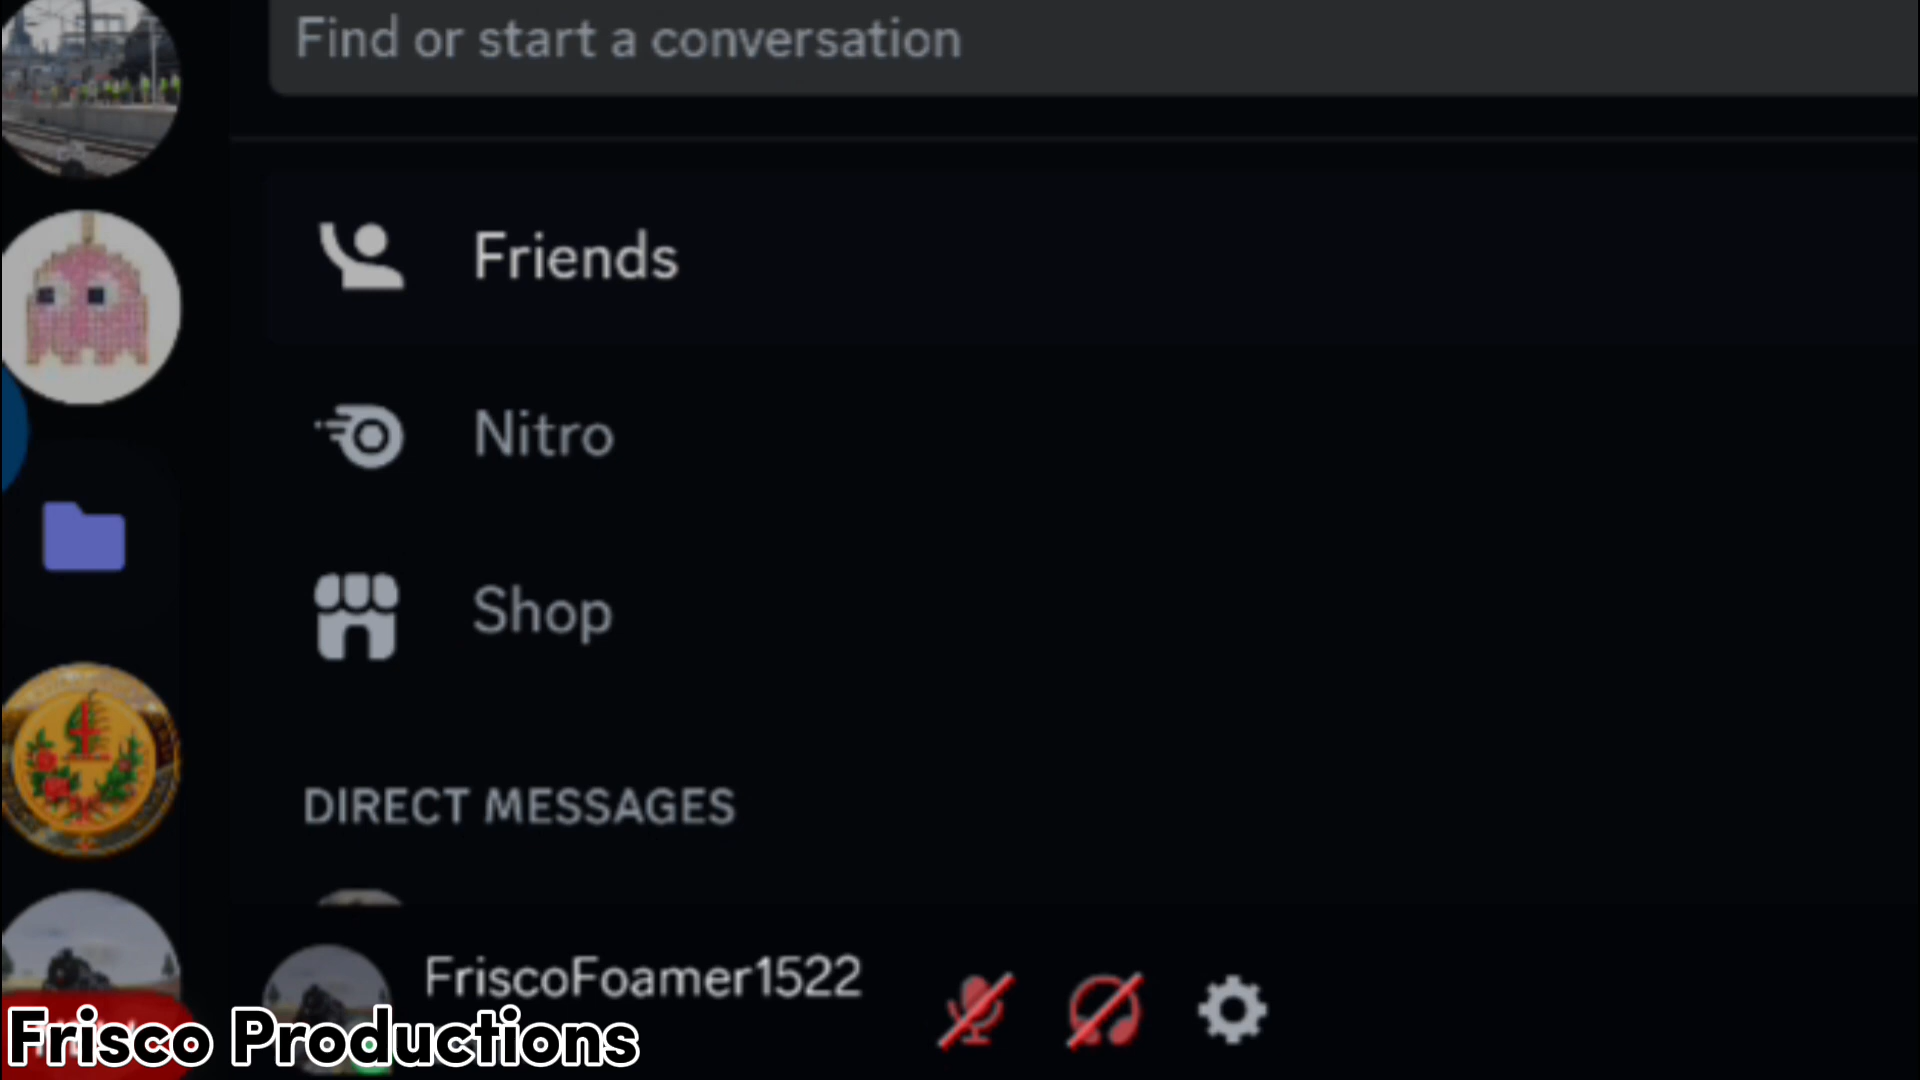 Find or start a conversation
Friends
Nitro
Shop
DIRECT MESSAGES
FriscoFoamer1522
Frisco Productions